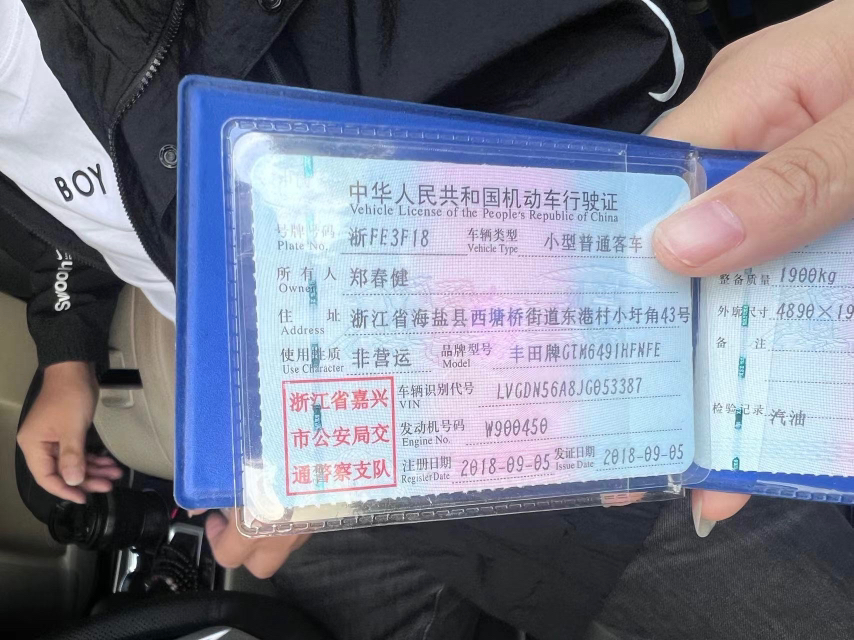 BOY
中华人民共和国机动车行驶证
Vehicle License of the People's Republic of China
号牌号码 浙FE3F18 车辆类型 小型普通客车
Plate No. Vehicle Type
所有人 郑春健
Owner
住址 浙江省海盐县西塘桥街道东港村小圩角43号
Address
使用性质 非营运 品牌型号 丰田牌GTM6491HFNFE
Use Character Model
浙江省嘉兴
市公安局交
通警察支队
车辆识别代号 LVGDN56A8JG053387
VIN
发动机号码 W900450
Engine No.
注册日期 2018-09-05 发证日期 2018-09-05
Register Date Issue Date
整备质量 1900kg
外廓尺寸 4890×19
备注
检验记录 汽油